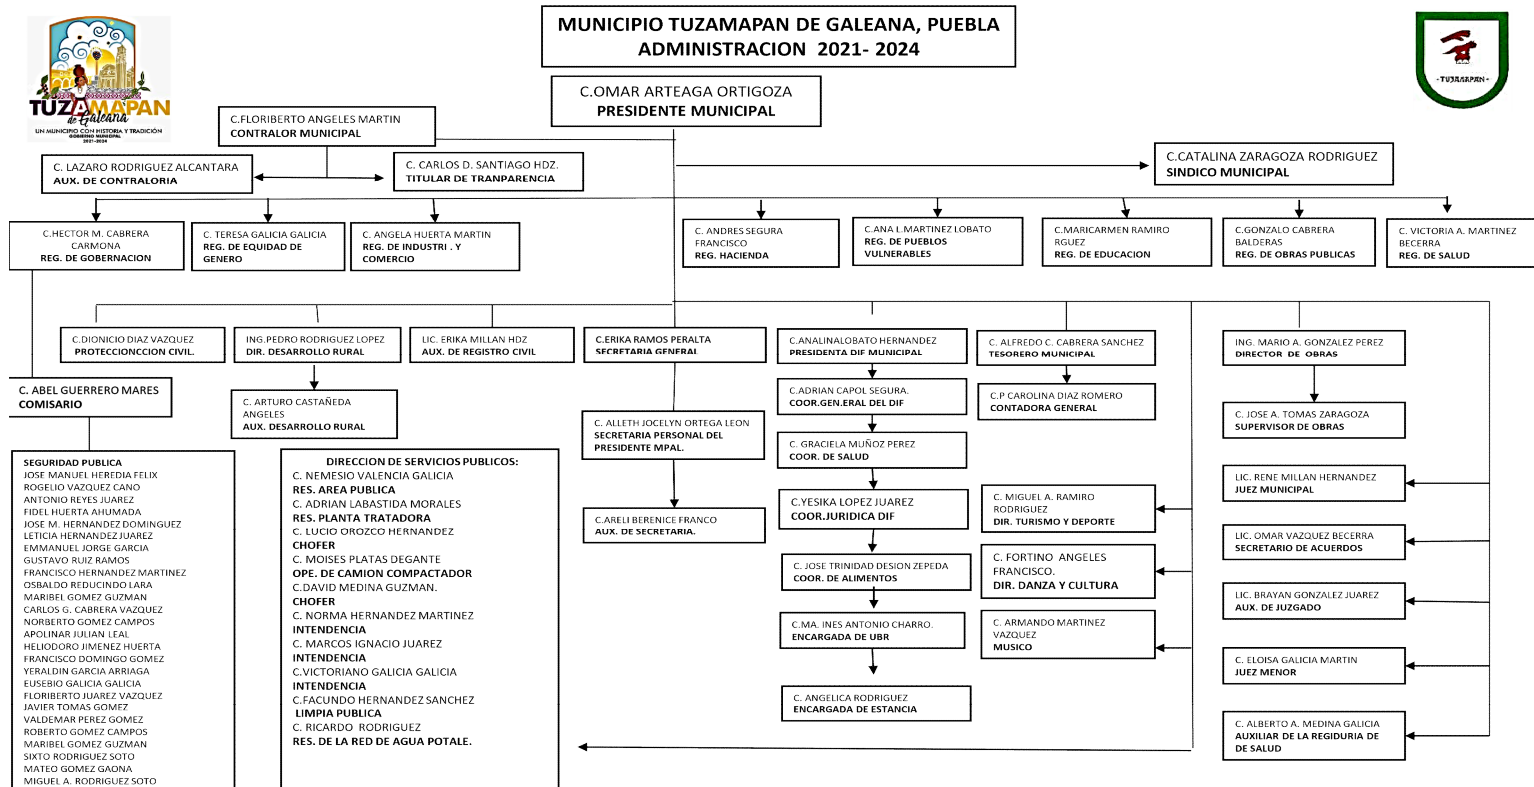 MUNICIPIO TUZAMAPAN DE GALEANA, PUEBLA
ADMINISTRACION 2021- 2024
TUZAMAPAN
de Galeana
UN MUNICIPIO CON HISTORIA Y TRADICIÓN
GOBIERNO MUNICIPAL
2021-2024
- TUZAMAPAN -
C.OMAR ARTEAGA ORTIGOZA
PRESIDENTE MUNICIPAL
C.FLORIBERTO ANGELES MARTIN
CONTRALOR MUNICIPAL
C. LAZARO RODRIGUEZ ALCANTARA
AUX. DE CONTRALORIA
C. CARLOS D. SANTIAGO HDZ.
TITULAR DE TRANPARENCIA
C.CATALINA ZARAGOZA RODRIGUEZ
SINDICO MUNICIPAL
C.HECTOR M. CABRERA
CARMONA
REG. DE GOBERNACION
C. TERESA GALICIA GALICIA
REG. DE EQUIDAD DE
GENERO
C. ANGELA HUERTA MARTIN
REG. DE INDUSTRI . Y
COMERCIO
C. ANDRES SEGURA
FRANCISCO
REG. HACIENDA
C.ANA L.MARTINEZ LOBATO
REG. DE PUEBLOS
VULNERABLES
C.MARICARMEN RAMIRO
RGUEZ
REG. DE EDUCACION
C.GONZALO CABRERA
BALDERAS
REG. DE OBRAS PUBLICAS
C. VICTORIA A. MARTINEZ
BECERRA
REG. DE SALUD
C.DIONICIO DIAZ VAZQUEZ
PROTECCIONCCION CIVIL.
ING.PEDRO RODRIGUEZ LOPEZ
DIR. DESARROLLO RURAL
LIC. ERIKA MILLAN HDZ
AUX. DE REGISTRO CIVIL
C.ERIKA RAMOS PERALTA
SECRETARIA GENERAL
C.ANALINALOBATO HERNANDEZ
PRESIDENTA DIF MUNICIPAL
C. ALFREDO C. CABRERA SANCHEZ
TESORERO MUNICIPAL
ING. MARIO A. GONZALEZ PEREZ
DIRECTOR DE OBRAS
C. ABEL GUERRERO MARES
COMISARIO
C. ARTURO CASTAÑEDA
ANGELES
AUX. DESARROLLO RURAL
C. ALLETH JOCELYN ORTEGA LEON
SECRETARIA PERSONAL DEL
PRESIDENTE MPAL.
C.ARELI BERENICE FRANCO
AUX. DE SECRETARIA.
C.ADRIAN CAPOL SEGURA.
COOR.GEN.ERAL DEL DIF
C. GRACIELA MUÑOZ PEREZ
COOR. DE SALUD
C.YESIKA LOPEZ JUAREZ
COOR.JURIDICA DIF
C. JOSE TRINIDAD DESION ZEPEDA
COOR. DE ALIMENTOS
C.MA. INES ANTONIO CHARRO.
ENCARGADA DE UBR
C. ANGELICA RODRIGUEZ
ENCARGADA DE ESTANCIA
C.P CAROLINA DIAZ ROMERO
CONTADORA GENERAL
C. MIGUEL A. RAMIRO
RODRIGUEZ
DIR. TURISMO Y DEPORTE
C. FORTINO ANGELES
FRANCISCO.
DIR. DANZA Y CULTURA
C. ARMANDO MARTINEZ
VAZQUEZ
MUSICO
C. JOSE A. TOMAS ZARAGOZA
SUPERVISOR DE OBRAS
LIC. RENE MILLAN HERNANDEZ
JUEZ MUNICIPAL
LIC. OMAR VAZQUEZ BECERRA
SECRETARIO DE ACUERDOS
LIC. BRAYAN GONZALEZ JUAREZ
AUX. DE JUZGADO
C. ELOISA GALICIA MARTIN
JUEZ MENOR
C. ALBERTO A. MEDINA GALICIA
AUXILIAR DE LA REGIDURIA DE
DE SALUD
SEGURIDAD PUBLICA
JOSE MANUEL HEREDIA FELIX
ROGELIO VAZQUEZ CANO
ANTONIO REYES JUAREZ
FIDEL HUERTA AHUMADA
JOSE M. HERNANDEZ DOMINGUEZ
LETICIA HERNANDEZ JUAREZ
EMMANUEL JORGE GARCIA
GUSTAVO RUIZ RAMOS
FRANCISCO HERNANDEZ MARTINEZ
OSBALDO REDUCINDO LARA
MARIBEL GOMEZ GUZMAN
CARLOS G. CABRERA VAZQUEZ
NORBERTO GOMEZ CAMPOS
APOLINAR JULIAN LEAL
HELIODORO JIMENEZ HUERTA
FRANCISCO DOMINGO GOMEZ
YERALDIN GARCIA ARRIAGA
EUSEBIO GALICIA GALICIA
FLORIBERTO JUAREZ VAZQUEZ
JAVIER TOMAS GOMEZ
VALDEMAR PEREZ GOMEZ
ROBERTO GOMEZ CAMPOS
MARIBEL GOMEZ GUZMAN
SIXTO RODRIGUEZ SOTO
MATEO GOMEZ GAONA
MIGUEL A. RODRIGUEZ SOTO
DIRECCION DE SERVICIOS PUBLICOS:
C. NEMESIO VALENCIA GALICIA
RES. AREA PUBLICA
C. ADRIAN LABASTIDA MORALES
RES. PLANTA TRATADORA
C. LUCIO OROZCO HERNANDEZ
CHOFER
C. MOISES PLATAS DEGANTE
OPE. DE CAMION COMPACTADOR
C.DAVID MEDINA GUZMAN.
CHOFER
C. NORMA HERNANDEZ MARTINEZ
INTENDENCIA
C. MARCOS IGNACIO JUAREZ
INTENDENCIA
C.VICTORIANO GALICIA GALICIA
INTENDENCIA
C.FACUNDO HERNANDEZ SANCHEZ
LIMPIA PUBLICA
C. RICARDO RODRIGUEZ
RES. DE LA RED DE AGUA POTALE.